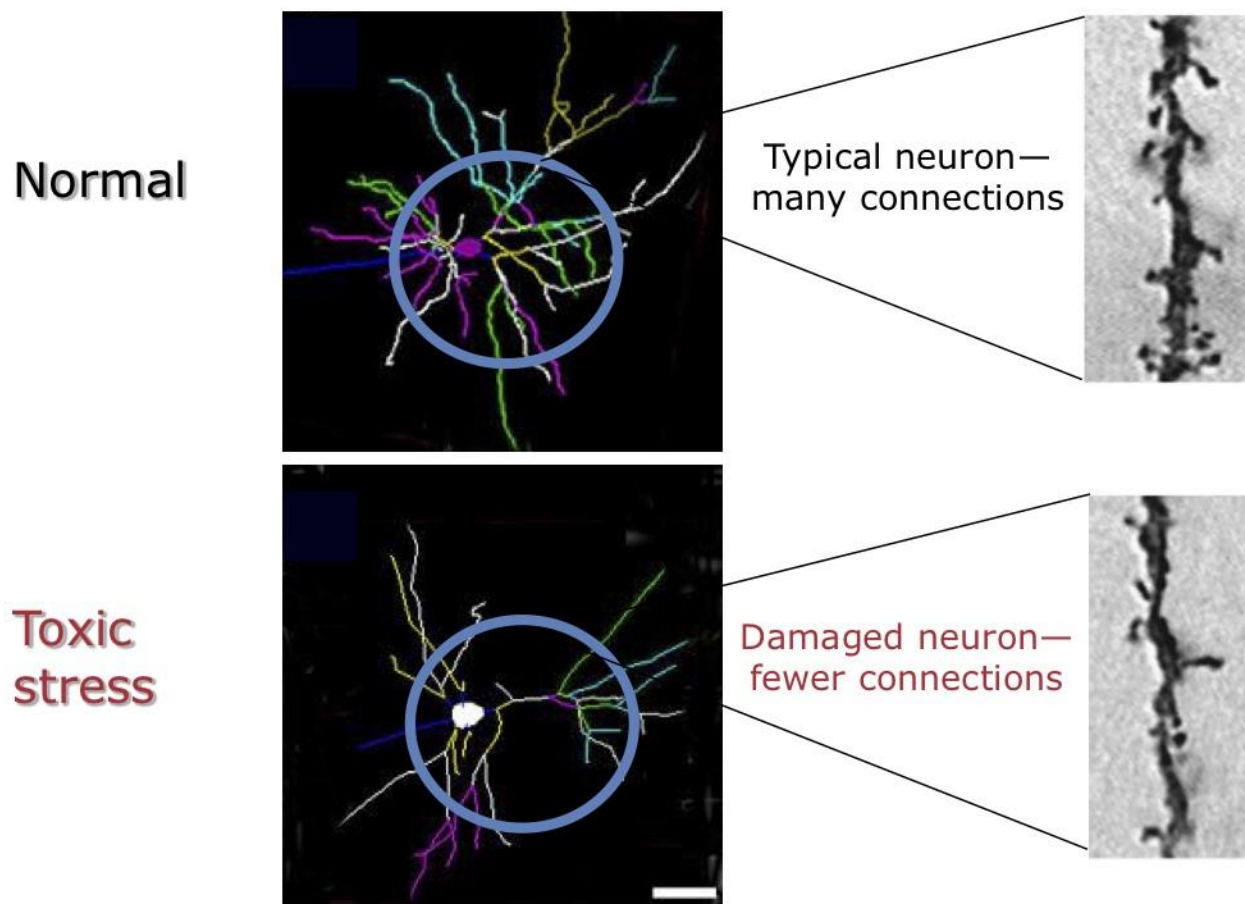 Normal
Typical neuron—
many connections
Toxic
stress
Damaged neuron—
fewer connections